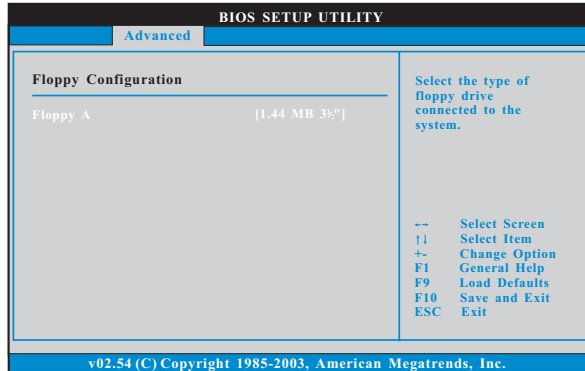 BIOS SETUP UTILITY
Advanced
Floppy Configuration
Floppy A [1.44 MB 3½"]
Select the type of
floppy drive
connected to the
system.
←→ Select Screen
↑↓ Select Item
+- Change Option
F1 General Help
F9 Load Defaults
F10 Save and Exit
ESC Exit
v02.54 (C) Copyright 1985-2003, American Megatrends, Inc.